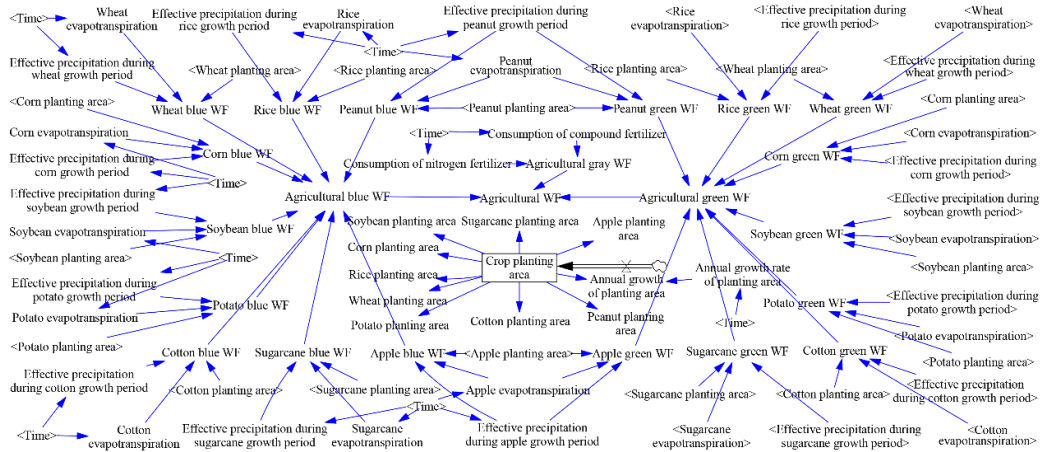 <Time>
Wheat
evapotranspiration
Effective precipitation during
rice growth period
Rice
evapotranspiration
Effective precipitation during
peanut growth period
<Rice
evapotranspiration>
<Effective precipitation during
rice growth period>
<Wheat
evapotranspiration>
<Time>
Effective precipitation during
wheat growth period
<Wheat planting area>
<Rice planting area>
Peanut
evapotranspiration
<Rice planting area>
<Wheat planting area>
<Effective precipitation during
wheat growth period>
<Corn planting area>
Wheat blue WF
Rice blue WF
Peanut blue WF
<Peanut planting area>
Peanut green WF
Rice green WF
Wheat green WF
<Corn planting area>
Corn evapotranspiration
<Time>
Consumption of compound fertilizer
<Corn evapotranspiration>
Corn blue WF
Consumption of nitrogen fertilizer
Agricultural gray WF
Corn green WF
Effective precipitation during
corn growth period
<Effective precipitation during
corn growth period>
<Time>
Effective precipitation during
soybean growth period
Agricultural blue WF
Agricultural WF
Agricultural green WF
<Effective precipitation during
soybean growth period>
Soybean blue WF
Soybean evapotranspiration
Soybean planting area
Sugarcane planting area
Apple planting
area
Soybean green WF
<Soybean evapotranspiration>
<Soybean planting area>
<Time>
Corn planting area
Crop planting
area
<Soybean planting area>
Rice planting area
Annual growth
of planting area
Annual growth rate
of planting area
Effective precipitation during
potato growth period
Potato blue WF
Wheat planting area
Potato green WF
<Effective precipitation during
potato growth period>
Potato evapotranspiration
Potato planting area
Cotton planting area
Peanut planting
area
<Time>
<Potato evapotranspiration>
<Potato planting area>
Cotton blue WF
Sugarcane blue WF
Apple blue WF
<Apple planting area>
Apple green WF
Sugarcane green WF
Cotton green WF
<Potato planting area>
Effective precipitation
during cotton growth period
<Cotton planting area>
<Sugarcane planting area>
Apple evapotranspiration
<Sugarcane planting area>
<Cotton planting area>
<Effective precipitation
during cotton growth period>
<Time>
<Time>
Cotton
evapotranspiration
Effective precipitation during
sugarcane growth period
Sugarcane
evapotranspiration
Effective precipitation
during apple growth period
<Sugarcane
evapotranspiration>
<Effective precipitation during
sugarcane growth period>
<Cotton
evapotranspiration>